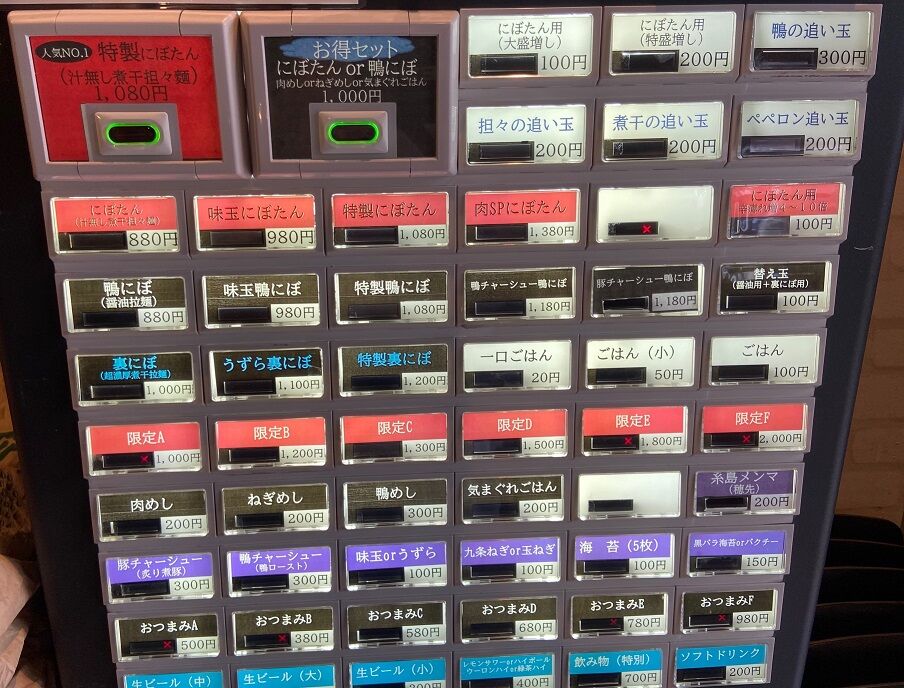 人気NO.1 特製にぼたん
(汁無し煮干担々麺)
1,080円
お得セット
にぼたん or 鴨にぼ
肉めしorねぎめしor気まぐれごはん
1,000円
にぼたん用
(大盛増し)
100円
にぼたん用
(特盛増し)
200円
鴨の追い玉
300円
担々の追い玉
200円
煮干の追い玉
200円
ペペロン追い玉
200円
にぼたん
(汁無し煮干担々麺)
880円
味玉にぼたん
980円
特製にぼたん
1,080円
肉SPにぼたん
1,380円
にぼたん用
4~10倍
100円
鴨にぼ
(醤油拉麺)
880円
味玉鴨にぼ
980円
特製鴨にぼ
1,080円
鴨チャーシュー鴨にぼ
1,180円
豚チャーシュー鴨にぼ
1,180円
替え玉
(醤油用+裏にぼ用)
100円
裏にぼ
(超濃厚煮干拉麺)
1,000円
うずら裏にぼ
1,100円
特製裏にぼ
1,200円
一口ごはん
20円
ごはん(小)
50円
ごはん
100円
限定A
1,000円
限定B
1,200円
限定C
1,300円
限定D
1,500円
限定E
1,800円
限定F
2,000円
肉めし
200円
ねぎめし
200円
鴨めし
300円
気まぐれごはん
200円
糸島メンマ
(穂先)
200円
豚チャーシュー
(炙り煮豚)
300円
鴨チャーシュー
(鴨ロースト)
300円
味玉orうずら
100円
九条ねぎor玉ねぎ
100円
海苔(5枚)
100円
黒バラ海苔orパクチー
150円
おつまみA
500円
おつまみB
380円
おつまみC
580円
おつまみD
680円
おつまみE
780円
おつまみF
980円
生ビール(中)
生ビール(大)
生ビール(小)
レモンサワーorハイボール
ウーロンハイor緑茶ハイ
400円
飲み物(特別)
700円
ソフトドリンク
200円